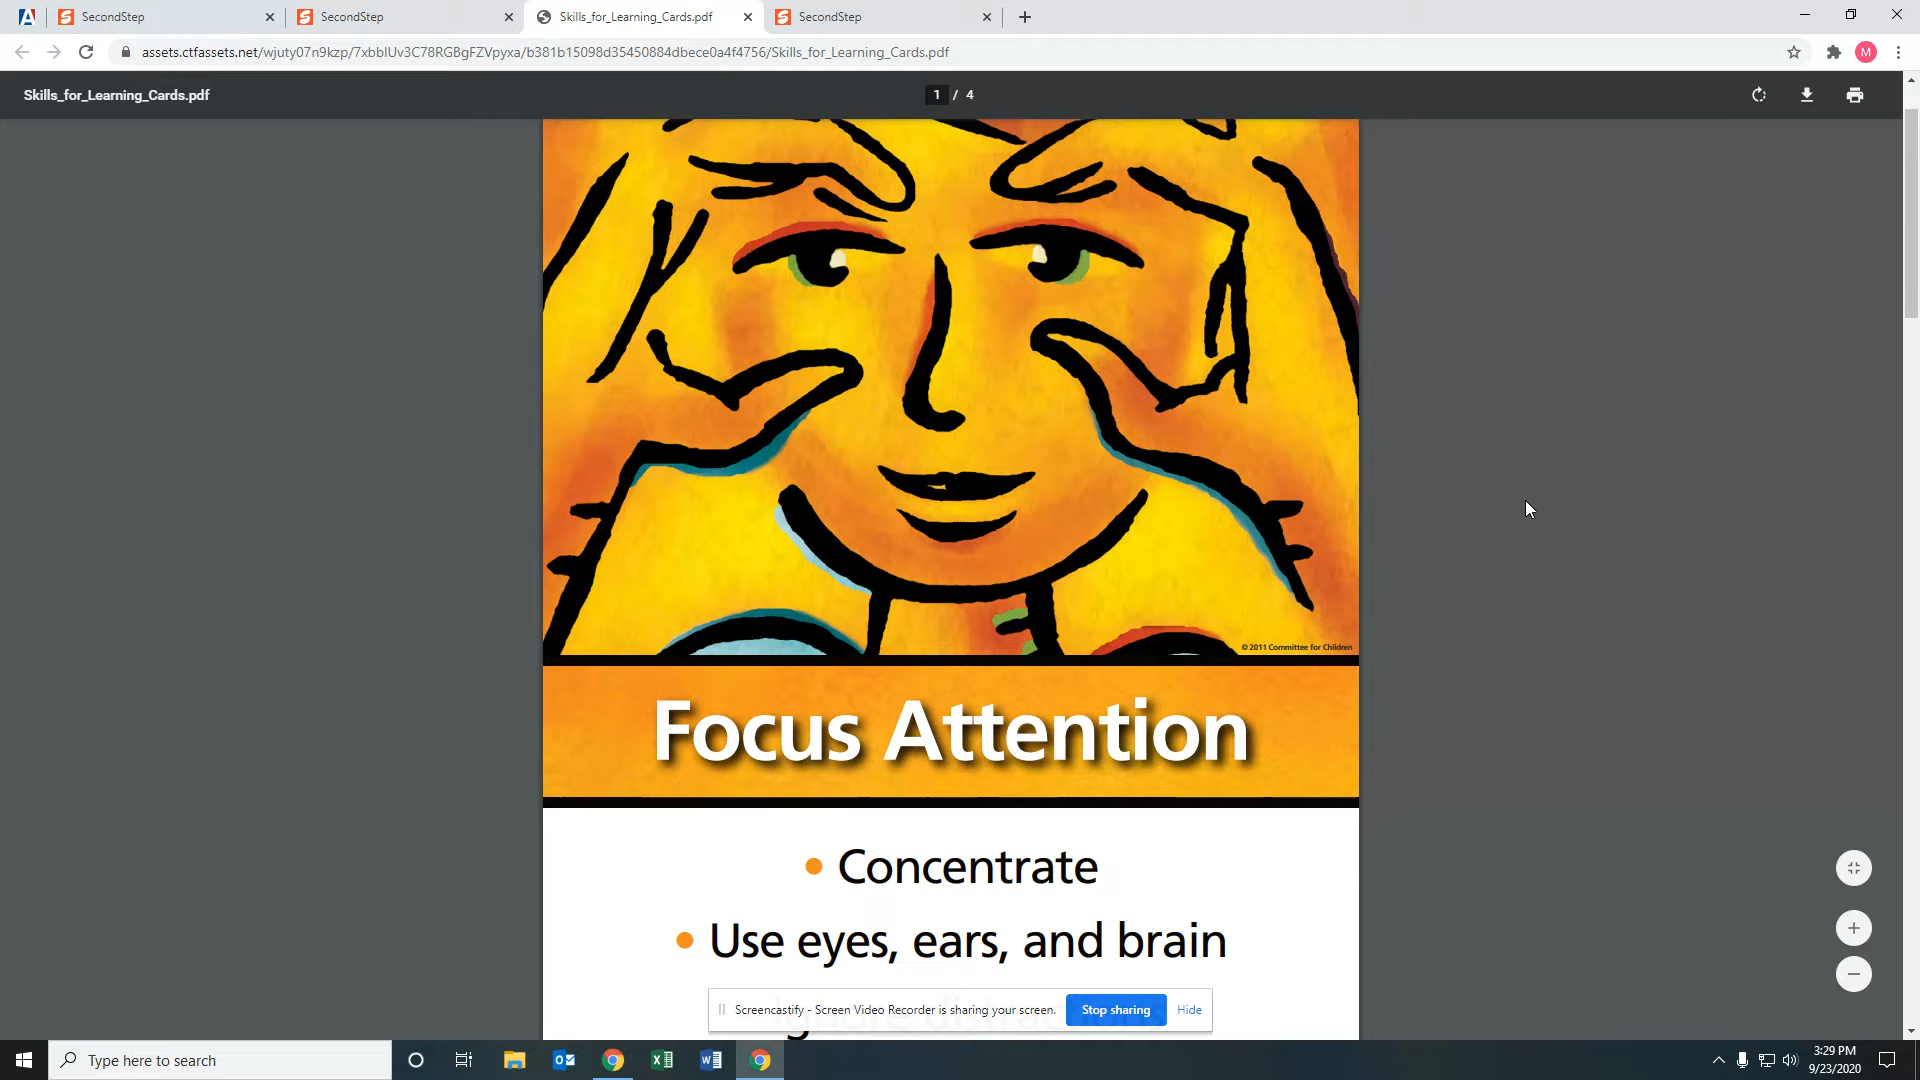 SecondStep
SecondStep
Skills_for_Learning_Cards.pdf
SecondStep
assets.ctfassets.net/wjuty07n9kzp/7xbblUv3C78RGBgFZVpyxa/b381b15098d35450884dbece0a4f4756/Skills_for_Learning_Cards.pdf
M
Skills_for_Learning_Cards.pdf
1 / 4
© 2011 Committee for Children
Focus Attention
• Concentrate
• Use eyes, ears, and brain
Ignore distractions
Screencastify - Screen Video Recorder is sharing your screen.
Stop sharing
Hide
Type here to search
3:29 PM
9/23/2020